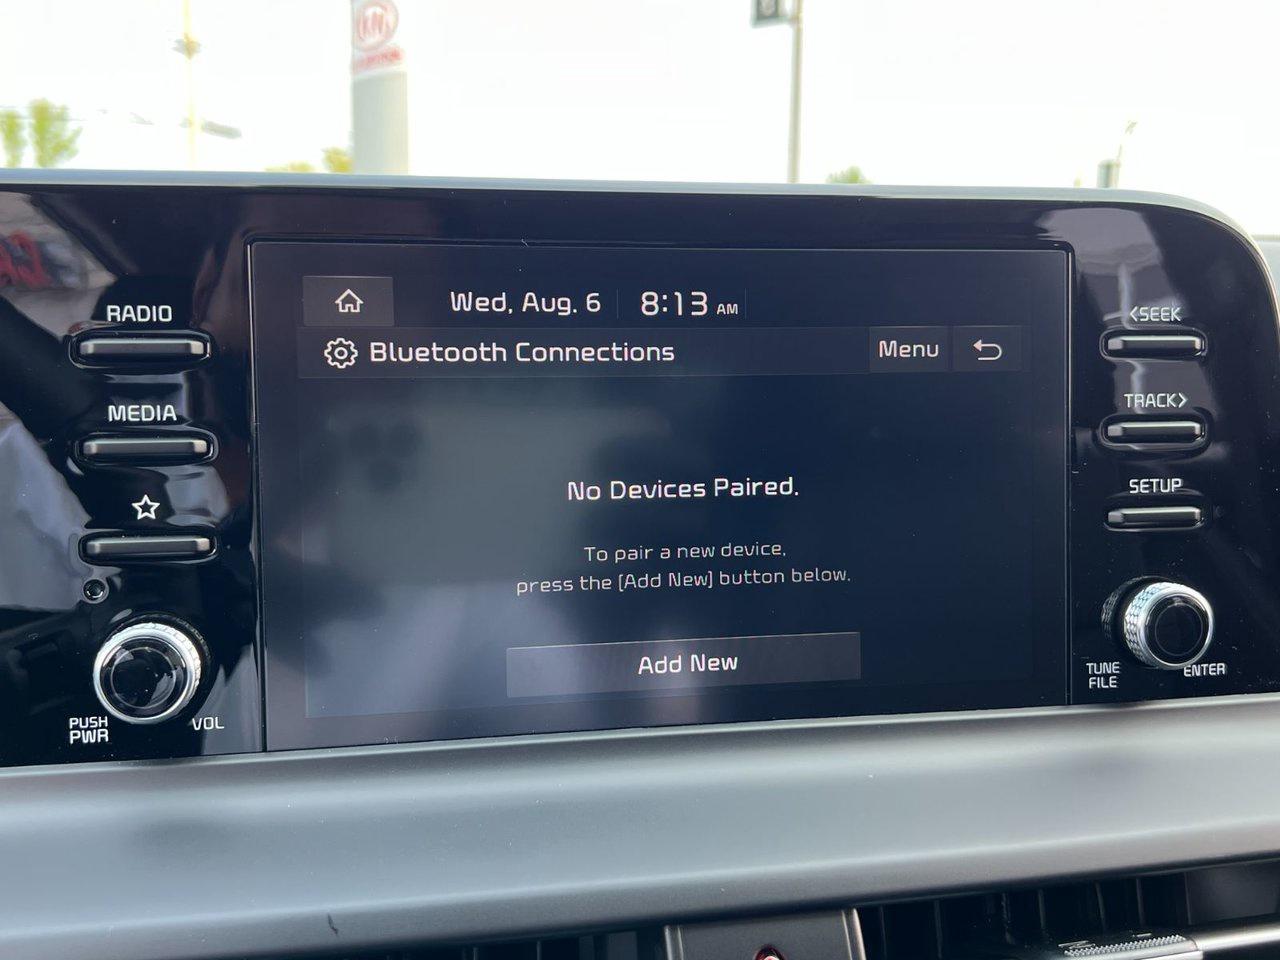 KIA
RADIO
MEDIA
PUSH
PWR
VOL
Wed, Aug. 6
8:13 AM
Bluetooth Connections
Menu
No Devices Paired.
To pair a new device,
press the [Add New] button below.
Add New
<SEEK
TRACK>
SETUP
TUNE
FILE
ENTER